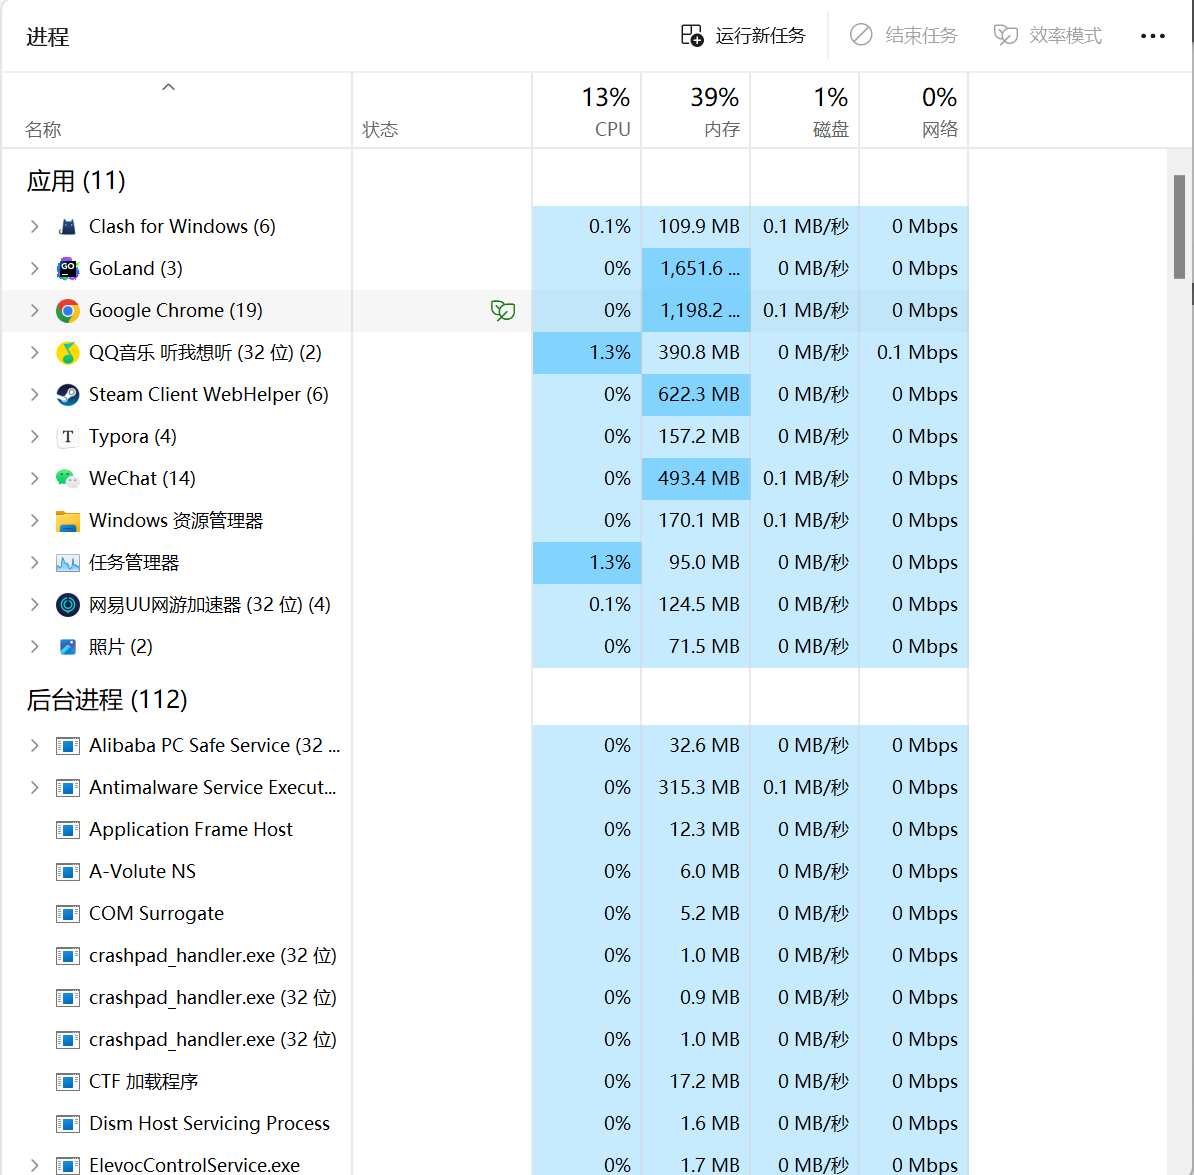 进程
运行新任务 结束任务 效率模式
13% 39% 1% 0%
名称 状态 CPU 内存 磁盘 网络
应用 (11)
Clash for Windows (6) 0.1% 109.9 MB 0.1 MB/秒 0 Mbps
GoLand (3) 0% 1,651.6 ... 0 MB/秒 0 Mbps
Google Chrome (19) 0% 1,198.2 ... 0.1 MB/秒 0 Mbps
QQ音乐 听我想听 (32 位) (2) 1.3% 390.8 MB 0 MB/秒 0.1 Mbps
Steam Client WebHelper (6) 0% 622.3 MB 0 MB/秒 0 Mbps
Typora (4) 0% 157.2 MB 0 MB/秒 0 Mbps
WeChat (14) 0% 493.4 MB 0.1 MB/秒 0 Mbps
Windows 资源管理器 0% 170.1 MB 0.1 MB/秒 0 Mbps
任务管理器 1.3% 95.0 MB 0 MB/秒 0 Mbps
网易UU网游加速器 (32 位) (4) 0.1% 124.5 MB 0 MB/秒 0 Mbps
照片 (2) 0% 71.5 MB 0 MB/秒 0 Mbps
后台进程 (112)
Alibaba PC Safe Service (32 ... 0% 32.6 MB 0 MB/秒 0 Mbps
Antimalware Service Execut... 0% 315.3 MB 0.1 MB/秒 0 Mbps
Application Frame Host 0% 12.3 MB 0 MB/秒 0 Mbps
A-Volute NS 0% 6.0 MB 0 MB/秒 0 Mbps
COM Surrogate 0% 5.2 MB 0 MB/秒 0 Mbps
crashpad_handler.exe (32 位) 0% 1.0 MB 0 MB/秒 0 Mbps
crashpad_handler.exe (32 位) 0% 0.9 MB 0 MB/秒 0 Mbps
crashpad_handler.exe (32 位) 0% 1.0 MB 0 MB/秒 0 Mbps
CTF 加载程序 0% 17.2 MB 0 MB/秒 0 Mbps
Dism Host Servicing Process 0% 1.6 MB 0 MB/秒 0 Mbps
ElevocControlService.exe 0% 1.7 MB 0 MB/秒 0 Mbps